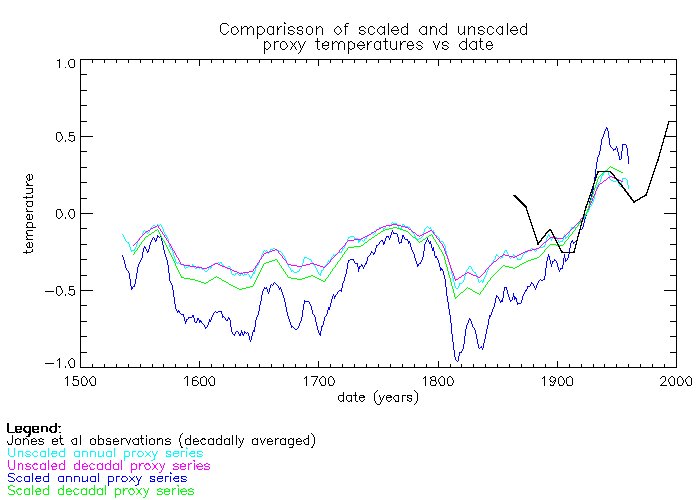 Comparisson of scaled and unscaled
proxy temperatures vs date
1.0
0.5
0.0
−0.5
−1.0
temperature
1500 1600 1700 1800 1900 2000
date (years)
Legend:
Jones et al observations (decadally averaged)
Unscaled annual proxy series
Unscaled decadal proxy series
Scaled annual proxy series
Scaled decadal proxy series